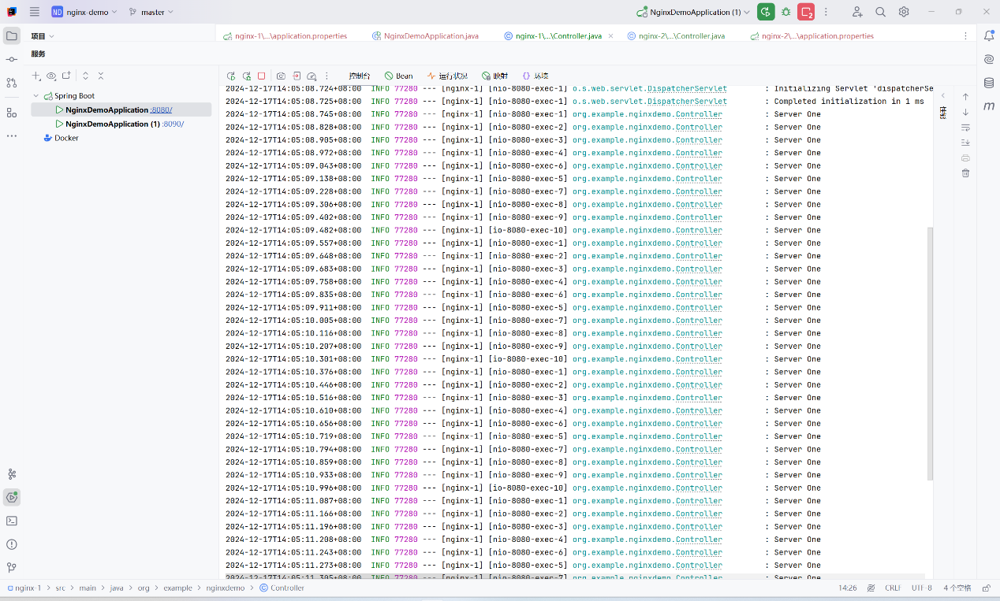 ND nginx-demo master NginxDemoApplication (1) 2
项目 nginx-1\...\application.properties NginxDemoApplication.java nginx-1\...\Controller.java nginx-2\...\Controller.java nginx-2\...\application.properties
服务
控制台 Bean 运行状况 映射 {} 环境
Spring Boot
NginxDemoApplication :8080/
NginxDemoApplication (1) :8090/
Docker
2024-12-17T14:05:08.724+08:00 INFO 77280 --- [nginx-1] [nio-8080-exec-1] o.s.web.servlet.DispatcherServlet : Initializing Servlet 'dispatcherSe
2024-12-17T14:05:08.725+08:00 INFO 77280 --- [nginx-1] [nio-8080-exec-1] o.s.web.servlet.DispatcherServlet : Completed initialization in 1 ms
2024-12-17T14:05:08.745+08:00 INFO 77280 --- [nginx-1] [nio-8080-exec-1] org.example.nginxdemo.Controller : Server One
2024-12-17T14:05:08.828+08:00 INFO 77280 --- [nginx-1] [nio-8080-exec-2] org.example.nginxdemo.Controller : Server One
2024-12-17T14:05:08.905+08:00 INFO 77280 --- [nginx-1] [nio-8080-exec-3] org.example.nginxdemo.Controller : Server One
2024-12-17T14:05:08.972+08:00 INFO 77280 --- [nginx-1] [nio-8080-exec-4] org.example.nginxdemo.Controller : Server One
2024-12-17T14:05:09.043+08:00 INFO 77280 --- [nginx-1] [nio-8080-exec-6] org.example.nginxdemo.Controller : Server One
2024-12-17T14:05:09.138+08:00 INFO 77280 --- [nginx-1] [nio-8080-exec-5] org.example.nginxdemo.Controller : Server One
2024-12-17T14:05:09.228+08:00 INFO 77280 --- [nginx-1] [nio-8080-exec-7] org.example.nginxdemo.Controller : Server One
2024-12-17T14:05:09.306+08:00 INFO 77280 --- [nginx-1] [nio-8080-exec-8] org.example.nginxdemo.Controller : Server One
2024-12-17T14:05:09.402+08:00 INFO 77280 --- [nginx-1] [nio-8080-exec-9] org.example.nginxdemo.Controller : Server One
2024-12-17T14:05:09.482+08:00 INFO 77280 --- [nginx-1] [io-8080-exec-10] org.example.nginxdemo.Controller : Server One
2024-12-17T14:05:09.557+08:00 INFO 77280 --- [nginx-1] [nio-8080-exec-1] org.example.nginxdemo.Controller : Server One
2024-12-17T14:05:09.648+08:00 INFO 77280 --- [nginx-1] [nio-8080-exec-2] org.example.nginxdemo.Controller : Server One
2024-12-17T14:05:09.683+08:00 INFO 77280 --- [nginx-1] [nio-8080-exec-3] org.example.nginxdemo.Controller : Server One
2024-12-17T14:05:09.758+08:00 INFO 77280 --- [nginx-1] [nio-8080-exec-4] org.example.nginxdemo.Controller : Server One
2024-12-17T14:05:09.835+08:00 INFO 77280 --- [nginx-1] [nio-8080-exec-6] org.example.nginxdemo.Controller : Server One
2024-12-17T14:05:09.911+08:00 INFO 77280 --- [nginx-1] [nio-8080-exec-5] org.example.nginxdemo.Controller : Server One
2024-12-17T14:05:10.005+08:00 INFO 77280 --- [nginx-1] [nio-8080-exec-7] org.example.nginxdemo.Controller : Server One
2024-12-17T14:05:10.116+08:00 INFO 77280 --- [nginx-1] [nio-8080-exec-8] org.example.nginxdemo.Controller : Server One
2024-12-17T14:05:10.207+08:00 INFO 77280 --- [nginx-1] [nio-8080-exec-9] org.example.nginxdemo.Controller : Server One
2024-12-17T14:05:10.301+08:00 INFO 77280 --- [nginx-1] [io-8080-exec-10] org.example.nginxdemo.Controller : Server One
2024-12-17T14:05:10.376+08:00 INFO 77280 --- [nginx-1] [nio-8080-exec-1] org.example.nginxdemo.Controller : Server One
2024-12-17T14:05:10.446+08:00 INFO 77280 --- [nginx-1] [nio-8080-exec-2] org.example.nginxdemo.Controller : Server One
2024-12-17T14:05:10.516+08:00 INFO 77280 --- [nginx-1] [nio-8080-exec-3] org.example.nginxdemo.Controller : Server One
2024-12-17T14:05:10.610+08:00 INFO 77280 --- [nginx-1] [nio-8080-exec-4] org.example.nginxdemo.Controller : Server One
2024-12-17T14:05:10.656+08:00 INFO 77280 --- [nginx-1] [nio-8080-exec-6] org.example.nginxdemo.Controller : Server One
2024-12-17T14:05:10.719+08:00 INFO 77280 --- [nginx-1] [nio-8080-exec-5] org.example.nginxdemo.Controller : Server One
2024-12-17T14:05:10.794+08:00 INFO 77280 --- [nginx-1] [nio-8080-exec-7] org.example.nginxdemo.Controller : Server One
2024-12-17T14:05:10.859+08:00 INFO 77280 --- [nginx-1] [nio-8080-exec-8] org.example.nginxdemo.Controller : Server One
2024-12-17T14:05:10.933+08:00 INFO 77280 --- [nginx-1] [nio-8080-exec-9] org.example.nginxdemo.Controller : Server One
2024-12-17T14:05:10.996+08:00 INFO 77280 --- [nginx-1] [io-8080-exec-10] org.example.nginxdemo.Controller : Server One
2024-12-17T14:05:11.087+08:00 INFO 77280 --- [nginx-1] [nio-8080-exec-1] org.example.nginxdemo.Controller : Server One
2024-12-17T14:05:11.166+08:00 INFO 77280 --- [nginx-1] [nio-8080-exec-2] org.example.nginxdemo.Controller : Server One
2024-12-17T14:05:11.196+08:00 INFO 77280 --- [nginx-1] [nio-8080-exec-3] org.example.nginxdemo.Controller : Server One
2024-12-17T14:05:11.208+08:00 INFO 77280 --- [nginx-1] [nio-8080-exec-4] org.example.nginxdemo.Controller : Server One
2024-12-17T14:05:11.243+08:00 INFO 77280 --- [nginx-1] [nio-8080-exec-6] org.example.nginxdemo.Controller : Server One
2024-12-17T14:05:11.273+08:00 INFO 77280 --- [nginx-1] [nio-8080-exec-5] org.example.nginxdemo.Controller : Server One
2024-12-17T14:05:11.305+08:00 INFO 77280 --- [nginx-1] [nio-8080-exec-7] org.example.nginxdemo.Controller : Server One
nginx-1 > src > main > java > org > example > nginxdemo > Controller 14:26 CRLF UTF-8 4 个空格